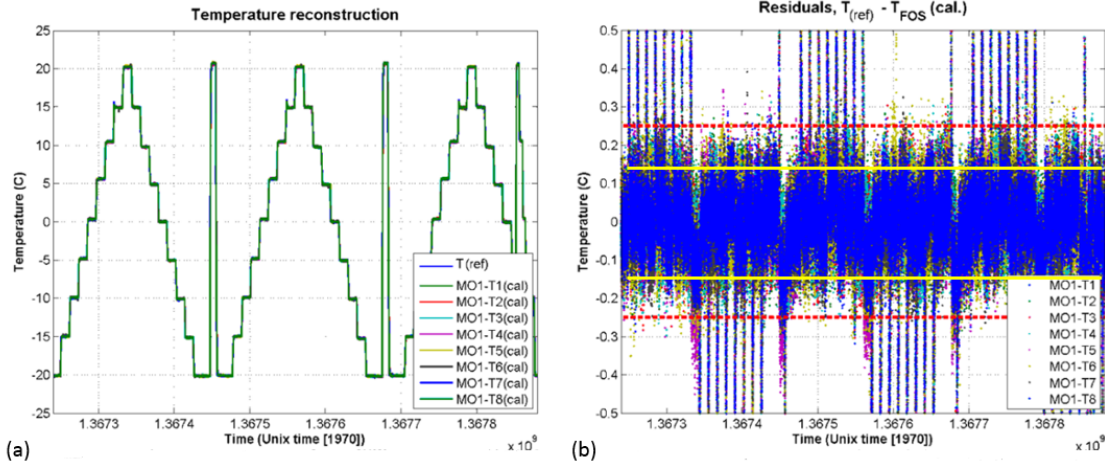 Temperature reconstruction
Temperature (C)
25
20
15
10
5
0
-5
-10
-15
-20
-25
T(ref)
MO1-T1(cal)
MO1-T2(cal)
MO1-T3(cal)
MO1-T4(cal)
MO1-T5(cal)
MO1-T6(cal)
MO1-T7(cal)
MO1-T8(cal)
1.3673 1.3674 1.3675 1.3676 1.3677 1.3678
Time (Unix time [1970])
x 10^9
(a)
Residuals, T(ref) - TFOS (cal.)
Temperature (C)
0.5
0.4
0.3
0.2
0.1
0
-0.1
-0.2
-0.3
-0.4
-0.5
MO1-T1
MO1-T2
MO1-T3
MO1-T4
MO1-T5
MO1-T6
MO1-T7
MO1-T8
1.3673 1.3674 1.3675 1.3676 1.3677 1.3678
Time (Unix time [1970])
x 10^9
(b)